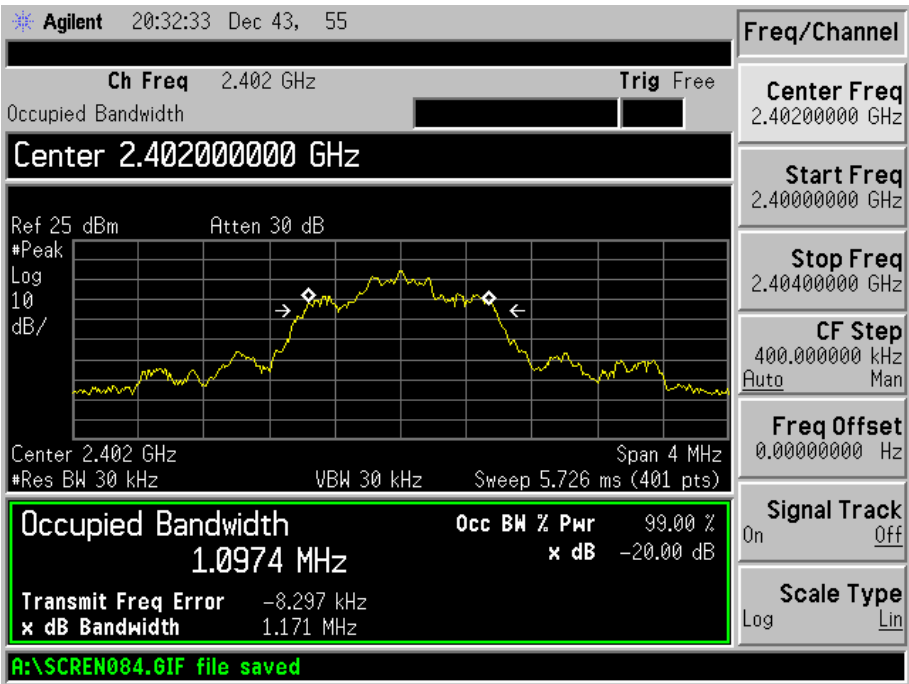 Agilent 20:32:33 Dec 43, 55
Freq/Channel
Ch Freq 2.402 GHz Trig Free
Occupied Bandwidth
Center 2.402000000 GHz
Ref 25 dBm Atten 30 dB
#Peak
Log
10
dB/
Center 2.402 GHz Span 4 MHz
#Res BW 30 kHz VBW 30 kHz Sweep 5.726 ms (401 pts)
Occupied Bandwidth Occ BW % Pwr 99.00 %
1.0974 MHz x dB -20.00 dB
Transmit Freq Error -8.297 kHz
x dB Bandwidth 1.171 MHz
A:\SCREN084.GIF file saved
Center Freq
2.40200000 GHz
Start Freq
2.40000000 GHz
Stop Freq
2.40400000 GHz
CF Step
400.000000 kHz
Auto Man
Freq Offset
0.00000000 Hz
Signal Track
On Off
Scale Type
Log Lin